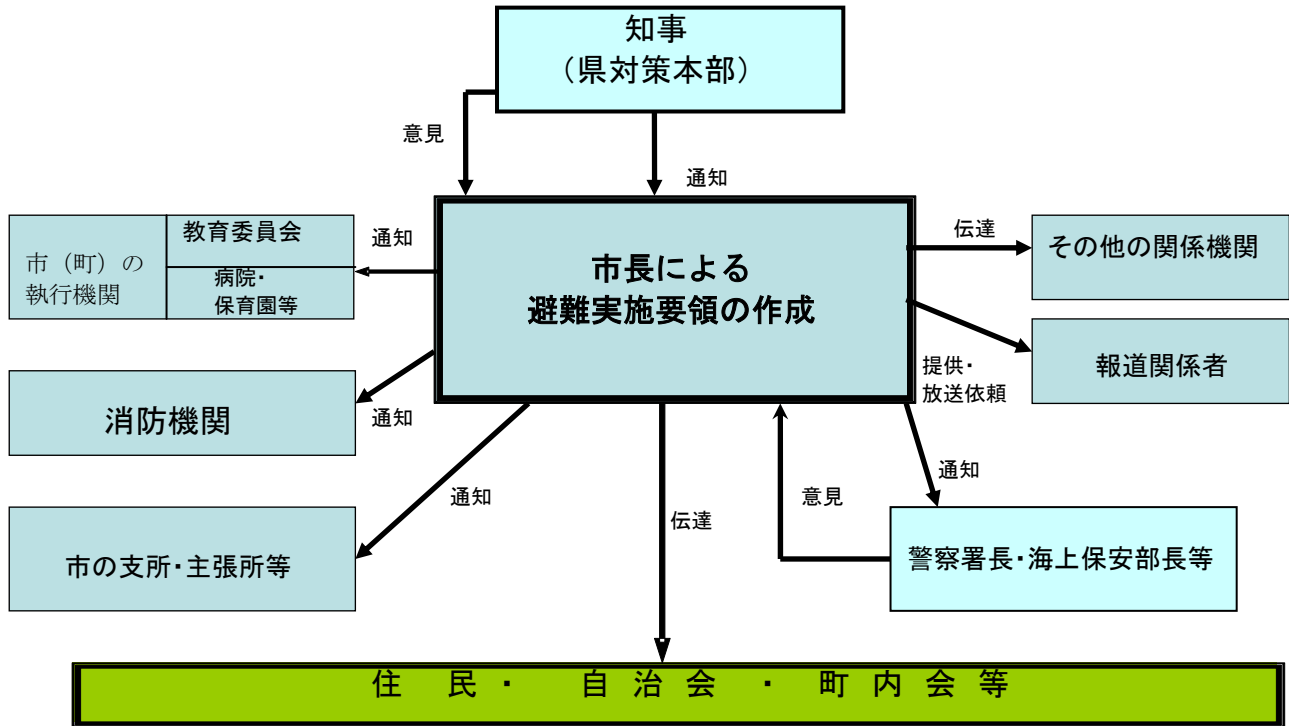 知事
（県対策本部）
意見
通知
市（町）の
執行機関
教育委員会
病院・
保育園等
通知
市長による
避難実施要領の作成
伝達
その他の関係機関
報道関係者
提供・
放送依頼
消防機関
通知
通知
市の支所・主張所等
伝達
意見
通知
警察署長・海上保安部長等
住　民・　自治会・町内会等